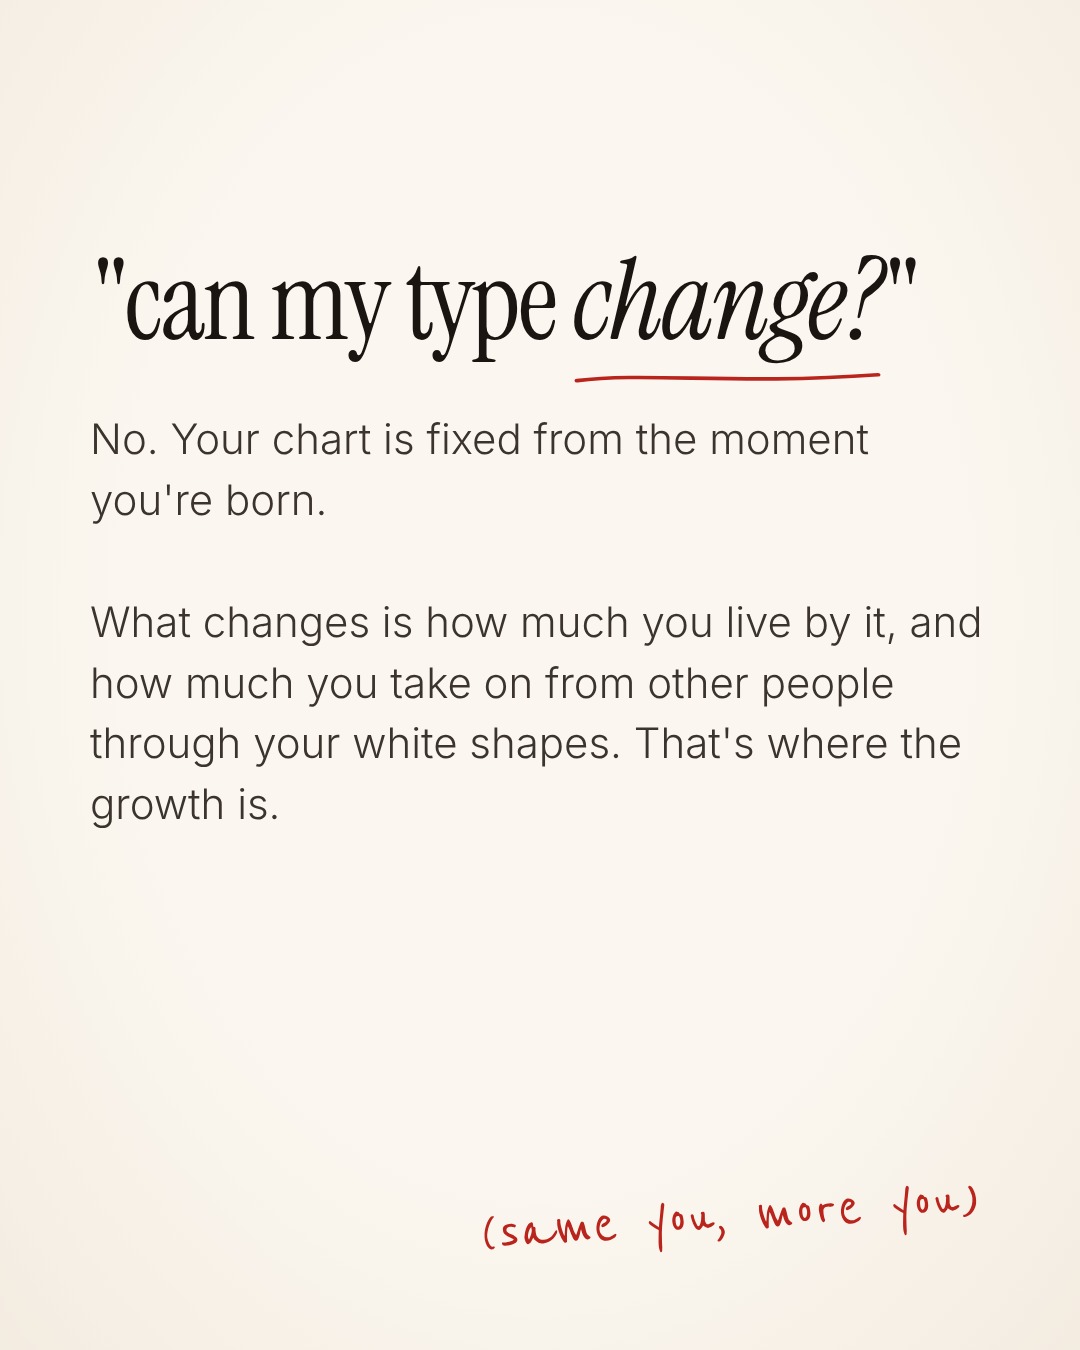 "can my type change?"
No. Your chart is fixed from the moment
you're born.
What changes is how much you live by it, and
how much you take on from other people
through your white shapes. That's where the
growth is.
(same you, more you)